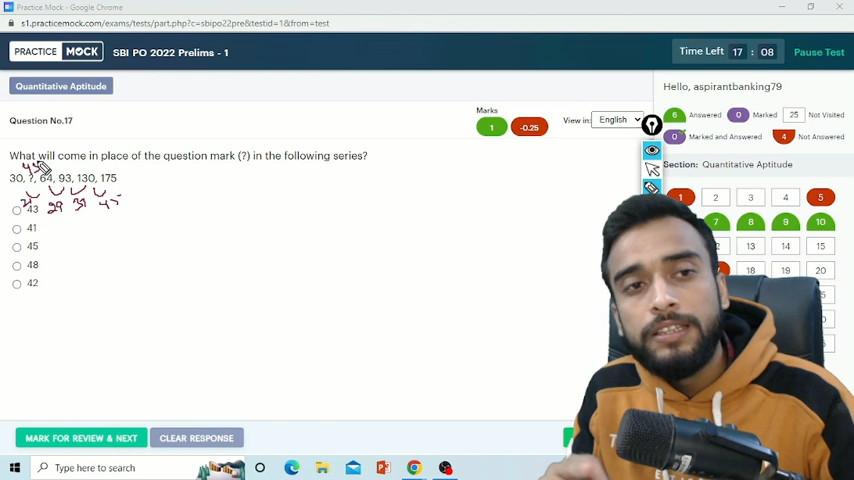 Practice Mock - Google Chrome
s1.practicemock.com/exams/tests/part.php?c=sbipo22pre&testid=1&from=test
PRACTICE MOCK SBI PO 2022 Prelims - 1 Time Left 17 : 08 Pause Test
Quantitative Aptitude
Hello, aspirantbanking79
Question No.17
Marks
1 -0.25
View in: English
6 Answered 0 Marked 25 Not Visited
0 Marked and Answered 4 Not Answered
What will come in place of the question mark (?) in the following series?
Section: Quantitative Aptitude
43
30, ?, 64, 93, 130, 175
21 29 37 45
43
41
45
48
42
1 2 3 4 5
7 8 9 10
13 14 15
18 19 20
MARK FOR REVIEW & NEXT CLEAR RESPONSE
Type here to search